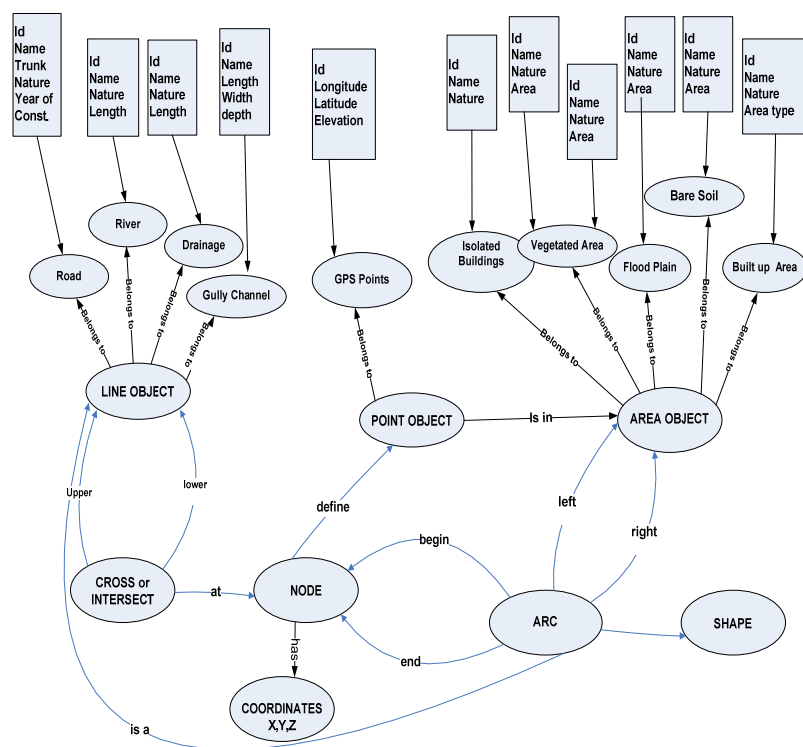 Id
Name
Trunk
Nature
Year of
Const.
Id
Name
Nature
Length
Id
Name
Nature
Length
Id
Name
Length
Width
depth
Id
Longitude
Latitude
Elevation
Id
Name
Nature
Id
Name
Nature
Area
Id
Name
Nature
Area
Id
Name
Nature
Area
Id
Name
Nature
Area
Id
Name
Nature
Area type
Road
River
Drainage
Gully Channel
GPS Points
Isolated
Buildings
Vegetated Area
Flood Plain
Bare Soil
Built up Area
Belongs to
Belongs to
Belongs to
Belongs to
Belongs to
Belongs to
Belongs to
Belongs to
Belongs to
Belongs to
LINE OBJECT
POINT OBJECT
Is in
AREA OBJECT
Upper
lower
define
left
right
begin
CROSS or
INTERSECT
at
NODE
ARC
SHAPE
has
end
COORDINATES
X,Y,Z
is a